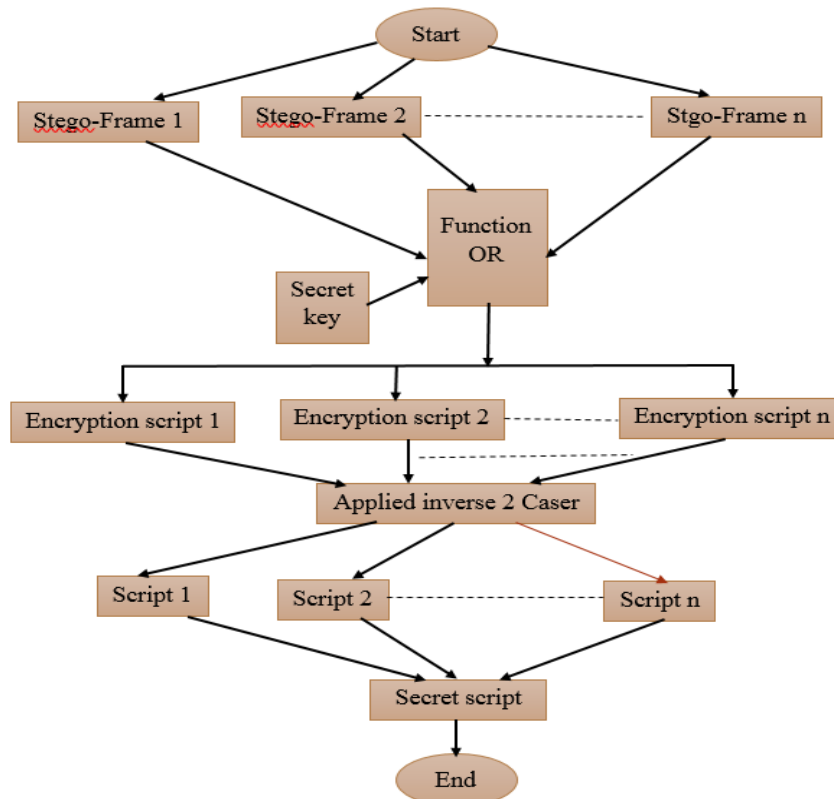 Start
Stego-Frame 1
Stego-Frame 2
Stgo-Frame n
Function
OR
Secret
key
Encryption script 1
Encryption script 2
Encryption script n
Applied inverse 2 Caser
Script 1
Script 2
Script n
Secret script
End